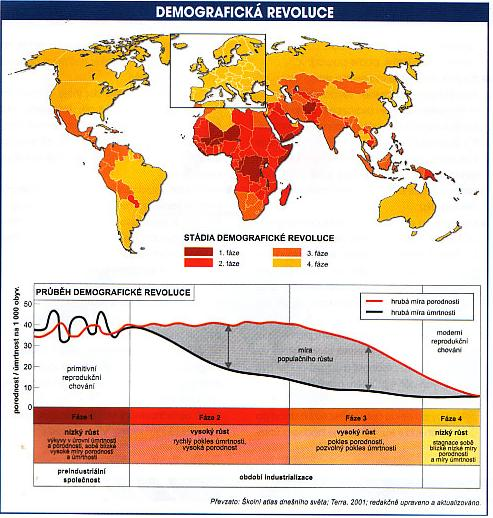 DEMOGRAFICKÁ REVOLUCE
STÁDIA DEMOGRAFICKÉ REVOLUCE
1. fáze
2. fáze
3. fáze
4. fáze
PRŮBĚH DEMOGRAFICKÉ REVOLUCE
hrubá míra porodnosti
hrubá míra úmrtnosti
porodnost / úmrtnost na 1 000 obyv.
50
40
30
20
10
0
primitivní
reprodukční
chování
míra
populačního růstu
moderní
reprodukční
chování
Fáze 1
Fáze 2
Fáze 3
Fáze 4
nízký růst
výkyvy v úrovni úmrtnosti
a porodnosti, sobě blízké
vysoké míry porodnosti
a úmrtnosti
vysoký růst
rychlý pokles úmrtnosti,
vysoká porodnost
vysoký růst
pokles porodnosti,
pozvolný pokles úmrtnosti
nízký růst
stagnace sobě
blízké nízké míry
porodnosti
a míry úmrtnosti
preindustriální
společnost
období industrializace
Převzato: Školní atlas dnešního světa; Terra, 2001; redakčně upraveno a aktualizováno.